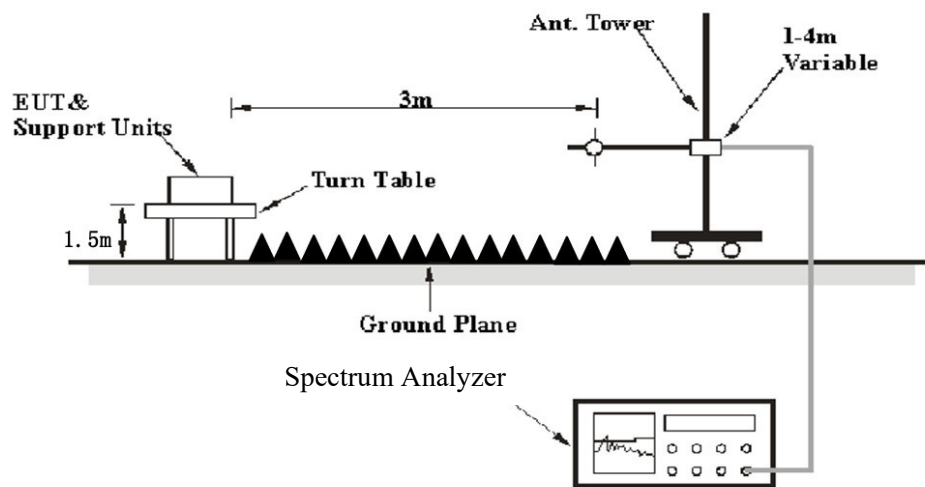 Ant. Tower
1-4m
Variable
3m
EUT&
Support Units
Turn Table
1.5m
Ground Plane
Spectrum Analyzer